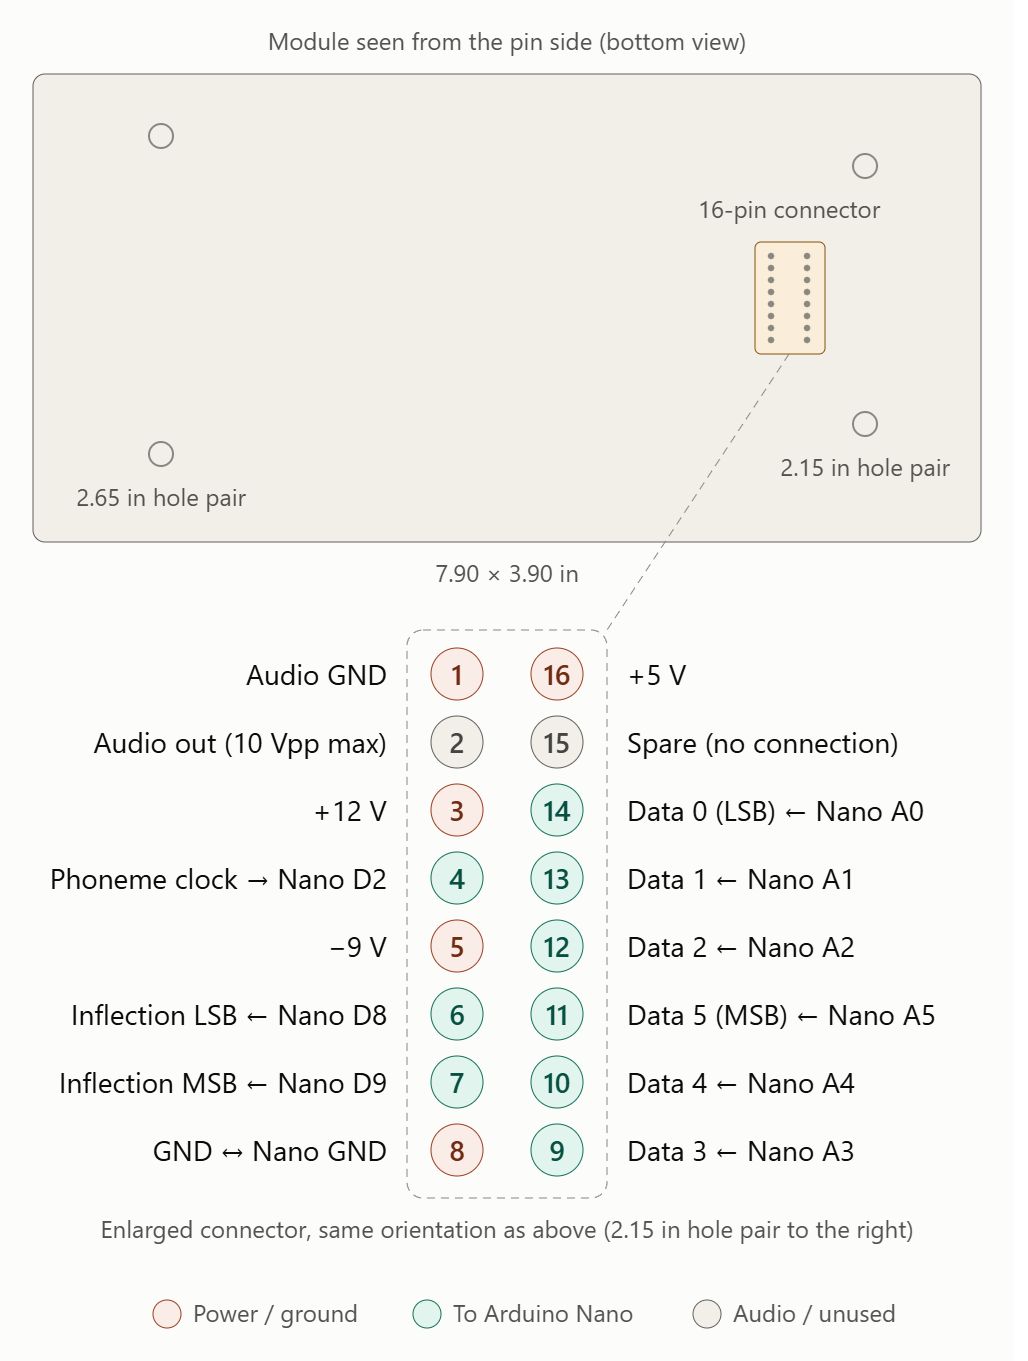 Module seen from the pin side (bottom view)
16-pin connector
2.15 in hole pair
2.65 in hole pair
7.90 × 3.90 in
Audio GND 1 16 +5 V
Audio out (10 Vpp max) 2 15 Spare (no connection)
+12 V 3 14 Data 0 (LSB) ← Nano A0
Phoneme clock → Nano D2 4 13 Data 1 ← Nano A1
−9 V 5 12 Data 2 ← Nano A2
Inflection LSB ← Nano D8 6 11 Data 5 (MSB) ← Nano A5
Inflection MSB ← Nano D9 7 10 Data 4 ← Nano A4
GND ↔ Nano GND 8 9 Data 3 ← Nano A3
Enlarged connector, same orientation as above (2.15 in hole pair to the right)
Power / ground To Arduino Nano Audio / unused